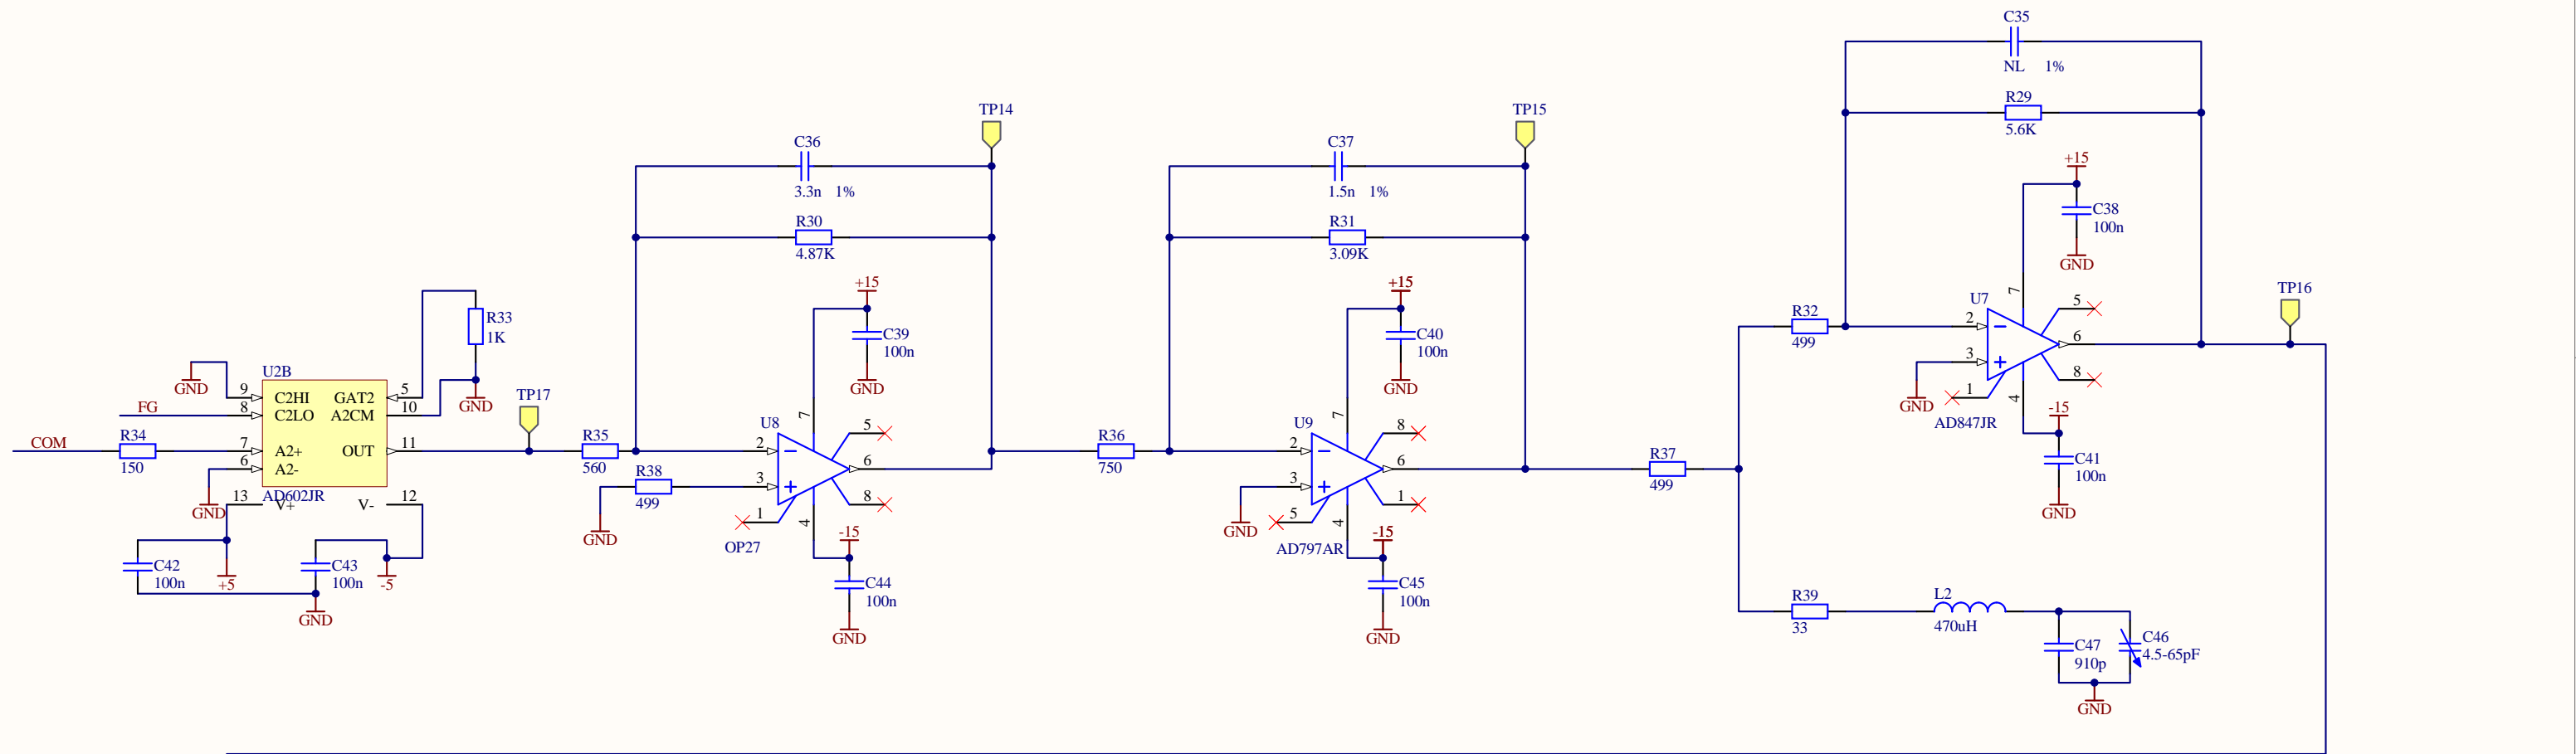 C35
NL 1%
R29
5.6K
TP14
TP15
C36
3.3n 1%
R30
4.87K
C37
1.5n 1%
R31
3.09K
+15
C38
100n
GND
+15
C39
100n
GND
+15
C40
100n
GND
TP16
R33
1K
GND
GND
U2B
9 C2HI GAT2 5
FG 8 C2LO A2CM 10
COM R34 7 A2+ OUT 11
150 6 A2-
GND
AD602JR
13 V+ V- 12
C42
100n
+5
C43
100n
-5
GND
TP17
R35
560
R38
499
GND
U8
2
3
1
7
4
5
6
8
OP27
-15
C44
100n
GND
R36
750
U9
2
3
5
7
4
8
6
1
GND
AD797AR
-15
C45
100n
GND
R37
499
R32
499
U7
2
3
1
7
4
5
6
8
GND
AD847JR
-15
C41
100n
GND
R39
33
L2
470uH
C47
910p
C46
4.5-65pF
GND